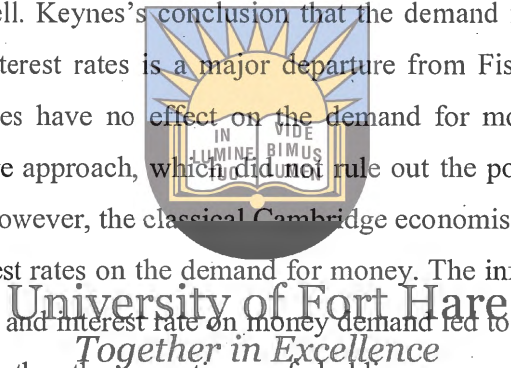 ell. Keynes's conclusion that the demand
terest rates is a major departure from Fis
es have no effect on the demand for mo
IN LUMINE TUO
VIDE BIMUS LUMEN
e approach, which did not rule out the po
owever, the classical Cambridge economis
est rates on the demand for money. The in
University of Fort Hare
and interest rate on money demand led to
Together in Excellence